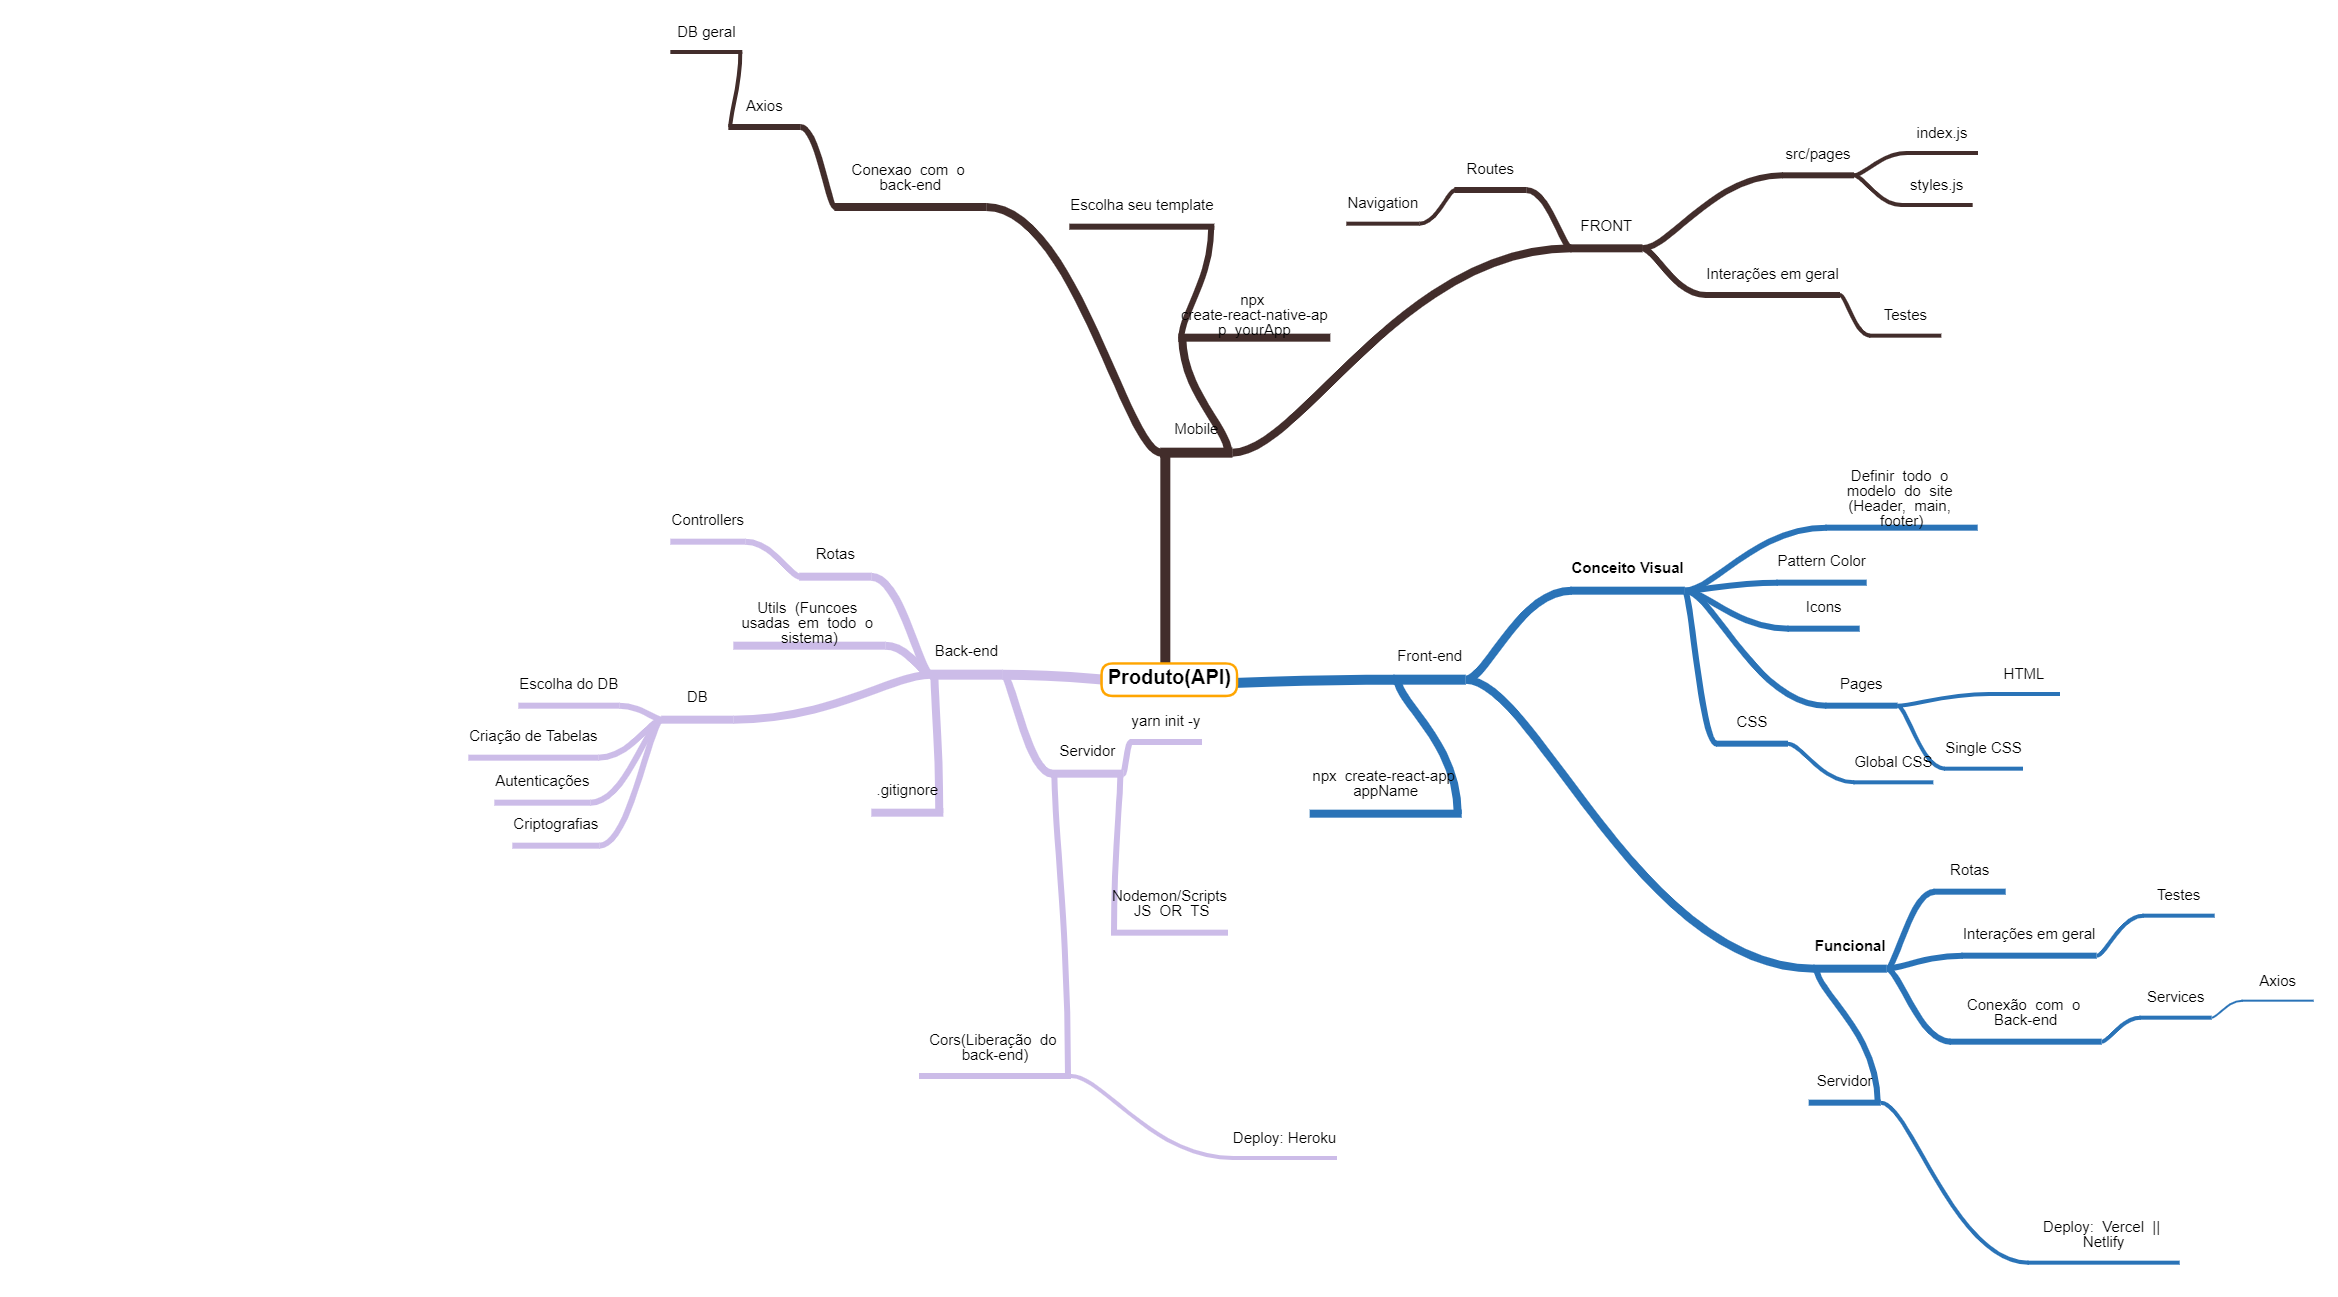 DB geral
Axios
Conexao com o
back-end
Escolha seu template
npx
create-react-native-ap
p yourApp
Mobile
Navigation
Routes
FRONT
src/pages
index.js
styles.js
Interações em geral
Testes
Controllers
Rotas
Utils (Funcoes
usadas em todo o
sistema)
Back-end
Escolha do DB
DB
Criação de Tabelas
Autenticações
Criptografias
.gitignore
Servidor
yarn init -y
Nodemon/Scripts
JS OR TS
Cors(Liberação do
back-end)
Deploy: Heroku
Produto(API)
Front-end
npx create-react-app
appName
Conceito Visual
Definir todo o
modelo do site
(Header, main,
footer)
Pattern Color
Icons
Pages
HTML
Single CSS
CSS
Global CSS
Funcional
Rotas
Interações em geral
Testes
Conexão com o
Back-end
Services
Axios
Servidor
Deploy: Vercel ||
Netlify